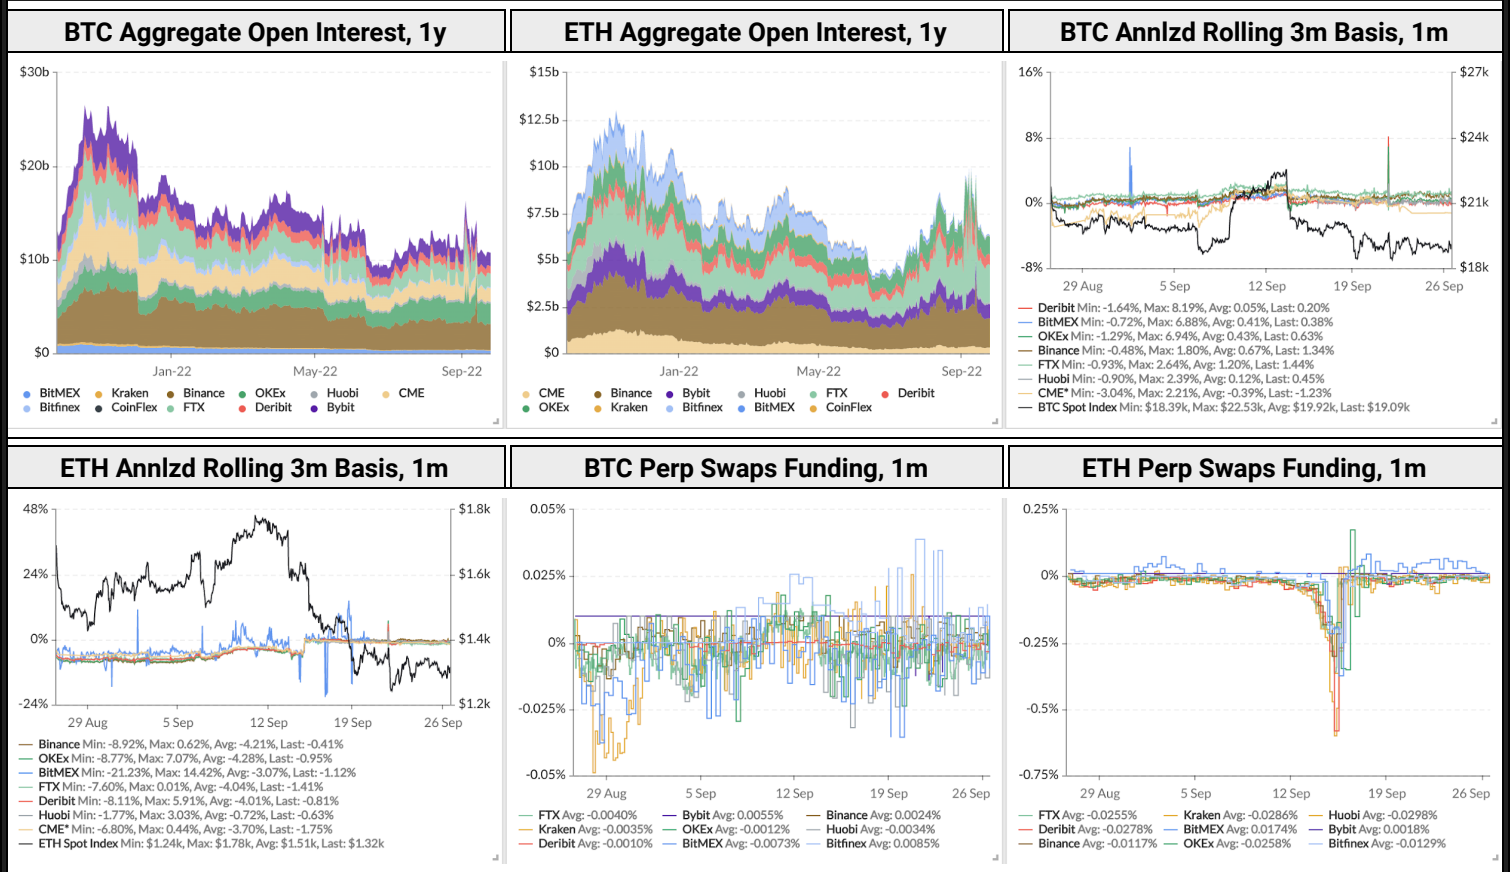 BTC Aggregate Open Interest, 1y
$30b
$20b
$10b
$0
Jan-22 May-22 Sep-22
BitMEX Kraken Binance OKEx Huobi CME
Bitfinex CoinFlex FTX Deribit Bybit
ETH Aggregate Open Interest, 1y
$15b
$12.5b
$10b
$7.5b
$5b
$2.5b
$0
Jan-22 May-22 Sep-22
CME Binance Bybit Huobi FTX Deribit
OKEx Kraken Bitfinex BitMEX CoinFlex
BTC Annlzd Rolling 3m Basis, 1m
16% $27k
8% $24k
0% $21k
-8% $18k
29 Aug 5 Sep 12 Sep 19 Sep 26 Sep
Deribit Min: -1.64%, Max: 8.19%, Avg: 0.05%, Last: 0.20%
BitMEX Min: -0.72%, Max: 6.88%, Avg: 0.41%, Last: 0.38%
OKEx Min: -1.29%, Max: 6.94%, Avg: 0.43%, Last: 0.63%
Binance Min: -0.48%, Max: 1.80%, Avg: 0.67%, Last: 1.34%
FTX Min: -0.93%, Max: 2.64%, Avg: 1.20%, Last: 1.44%
Huobi Min: -0.90%, Max: 2.39%, Avg: 0.12%, Last: 0.45%
CME* Min: -3.04%, Max: 2.21%, Avg: -0.39%, Last: -1.23%
BTC Spot Index Min: $18.39k, Max: $22.53k, Avg: $19.92k, Last: $19.09k
ETH Annlzd Rolling 3m Basis, 1m
48% $1.8k
24% $1.6k
0% $1.4k
-24% $1.2k
29 Aug 5 Sep 12 Sep 19 Sep 26 Sep
Binance Min: -8.92%, Max: 0.62%, Avg: -4.21%, Last: -0.41%
OKEx Min: -8.77%, Max: 7.07%, Avg: -4.28%, Last: -0.95%
BitMEX Min: -21.23%, Max: 14.42%, Avg: -3.07%, Last: -1.12%
FTX Min: -7.60%, Max: 0.01%, Avg: -4.04%, Last: -1.41%
Deribit Min: -8.11%, Max: 5.91%, Avg: -4.01%, Last: -0.81%
Huobi Min: -1.77%, Max: 3.03%, Avg: -0.72%, Last: -0.63%
CME* Min: -6.80%, Max: 0.44%, Avg: -3.70%, Last: -1.75%
ETH Spot Index Min: $1.24k, Max: $1.78k, Avg: $1.51k, Last: $1.32k
BTC Perp Swaps Funding, 1m
0.05%
0.025%
0%
-0.025%
-0.05%
29 Aug 5 Sep 12 Sep 19 Sep 26 Sep
FTX Avg: -0.0040% Bybit Avg: 0.0055% Binance Avg: 0.0024%
Kraken Avg: -0.0035% OKEx Avg: -0.0012% Huobi Avg: -0.0034%
Deribit Avg: -0.0010% BitMEX Avg: -0.0073% Bitfinex Avg: 0.0085%
ETH Perp Swaps Funding, 1m
0.25%
0%
-0.25%
-0.5%
-0.75%
29 Aug 5 Sep 12 Sep 19 Sep 26 Sep
FTX Avg: -0.0255% Kraken Avg: -0.0286% Huobi Avg: -0.0298%
Deribit Avg: -0.0278% BitMEX Avg: 0.0174% Bybit Avg: 0.0018%
Binance Avg: -0.0117% OKEx Avg: -0.0258% Bitfinex Avg: -0.0129%